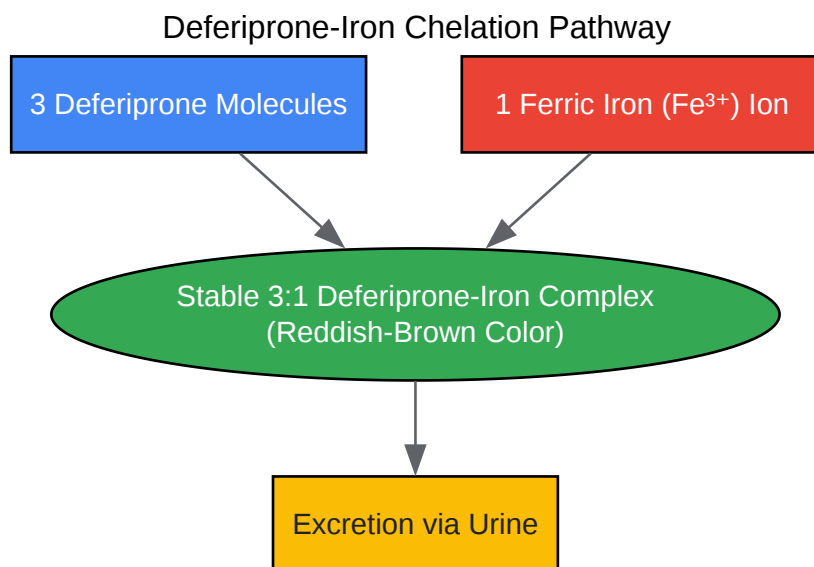 Deferiprone-Iron Chelation Pathway
3 Deferiprone Molecules
1 Ferric Iron (Fe³⁺) Ion
Stable 3:1 Deferiprone-Iron Complex
(Reddish-Brown Color)
Excretion via Urine